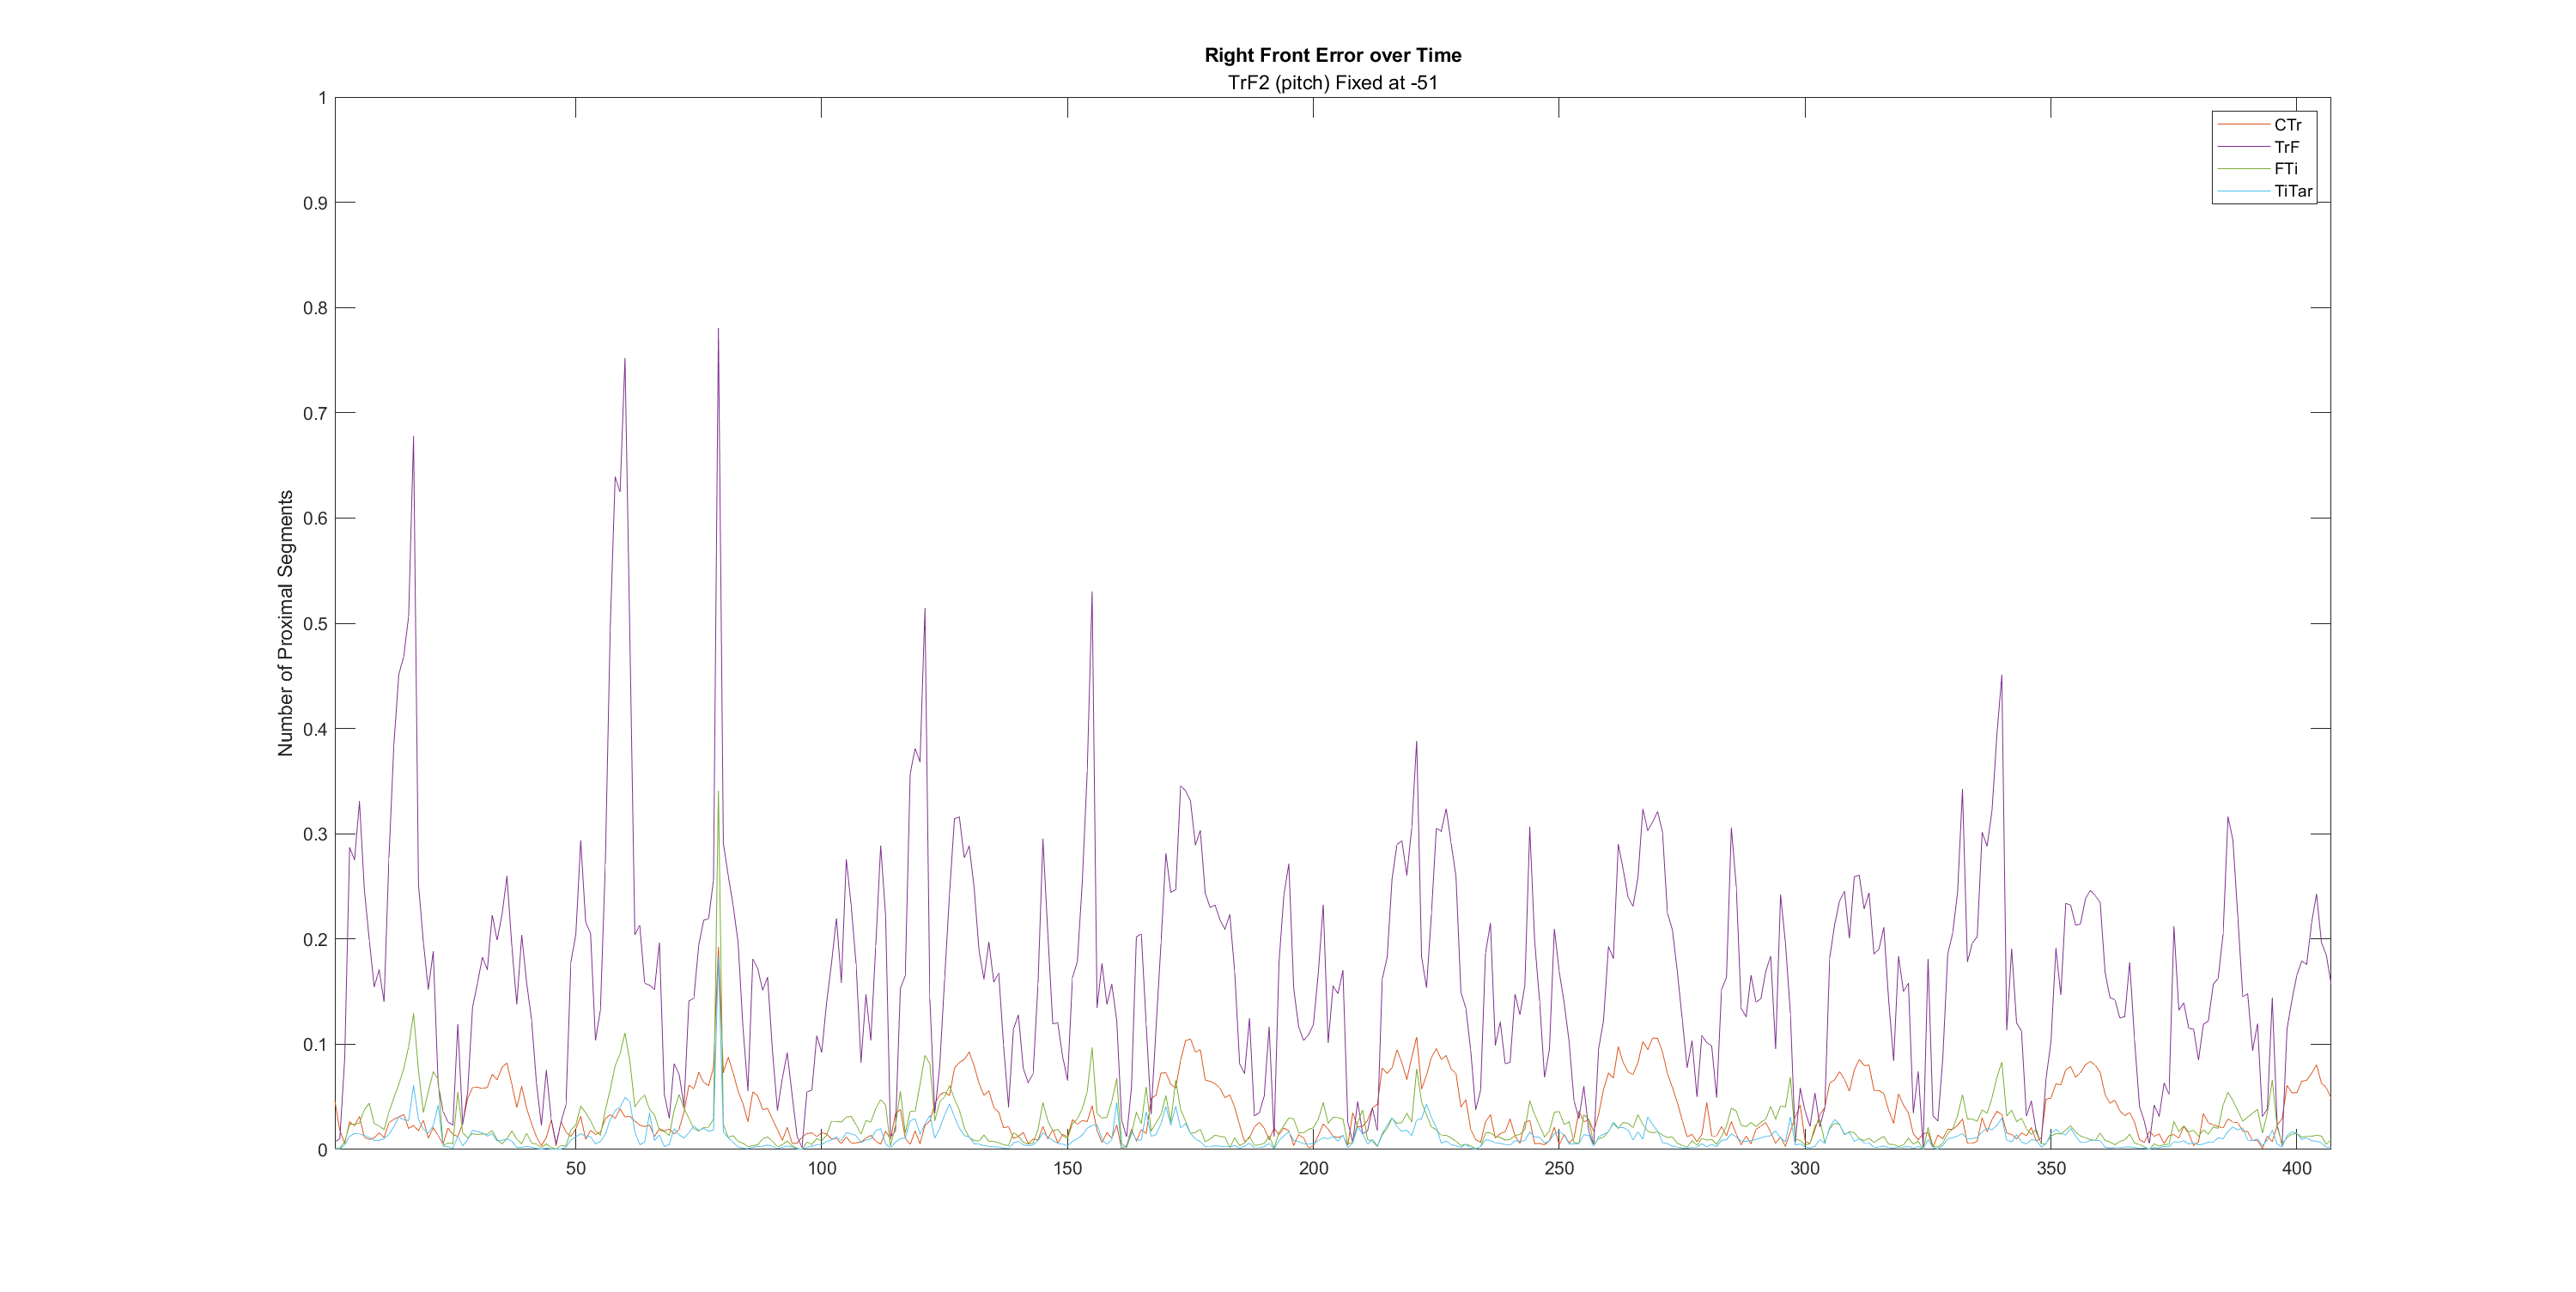 Right Front Error over Time
TrF2 (pitch) Fixed at -51
1
0.9
0.8
0.7
0.6
0.5
0.4
0.3
0.2
0.1
0
Number of Proximal Segments
50 100 150 200 250 300 350 400
CTr
TrF
FTi
TiTar